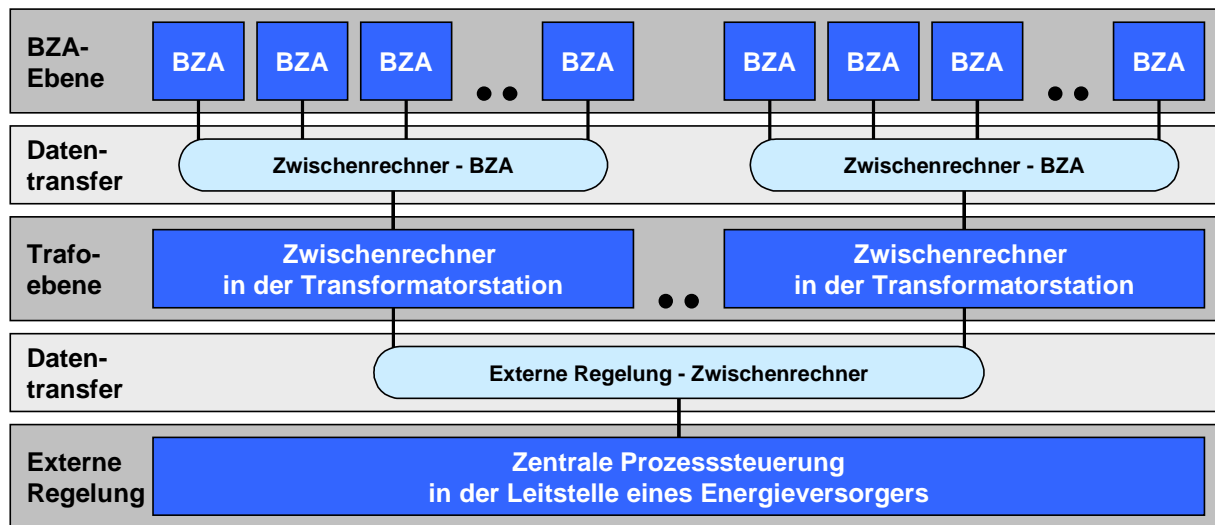 BZA-
Ebene
BZA BZA BZA BZA BZA BZA BZA BZA
Daten-
transfer
Zwischenrechner - BZA Zwischenrechner - BZA
Trafo-
ebene
Zwischenrechner
in der Transformatorstation
Zwischenrechner
in der Transformatorstation
Daten-
transfer
Externe Regelung - Zwischenrechner
Externe
Regelung
Zentrale Prozesssteuerung
in der Leitstelle eines Energieversorgers